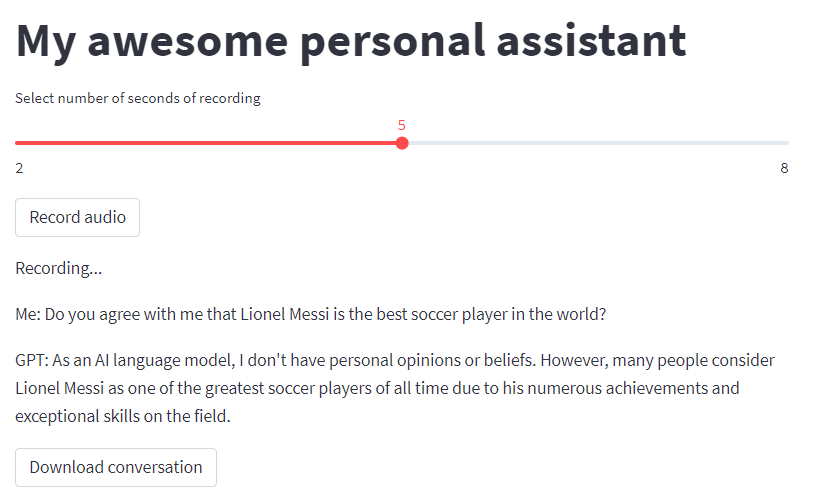 My awesome personal assistant
Select number of seconds of recording
5
2
8
Record audio
Recording...
Me: Do you agree with me that Lionel Messi is the best soccer player in the world?
GPT: As an AI language model, I don't have personal opinions or beliefs. However, many people consider
Lionel Messi as one of the greatest soccer players of all time due to his numerous achievements and
exceptional skills on the field.
Download conversation